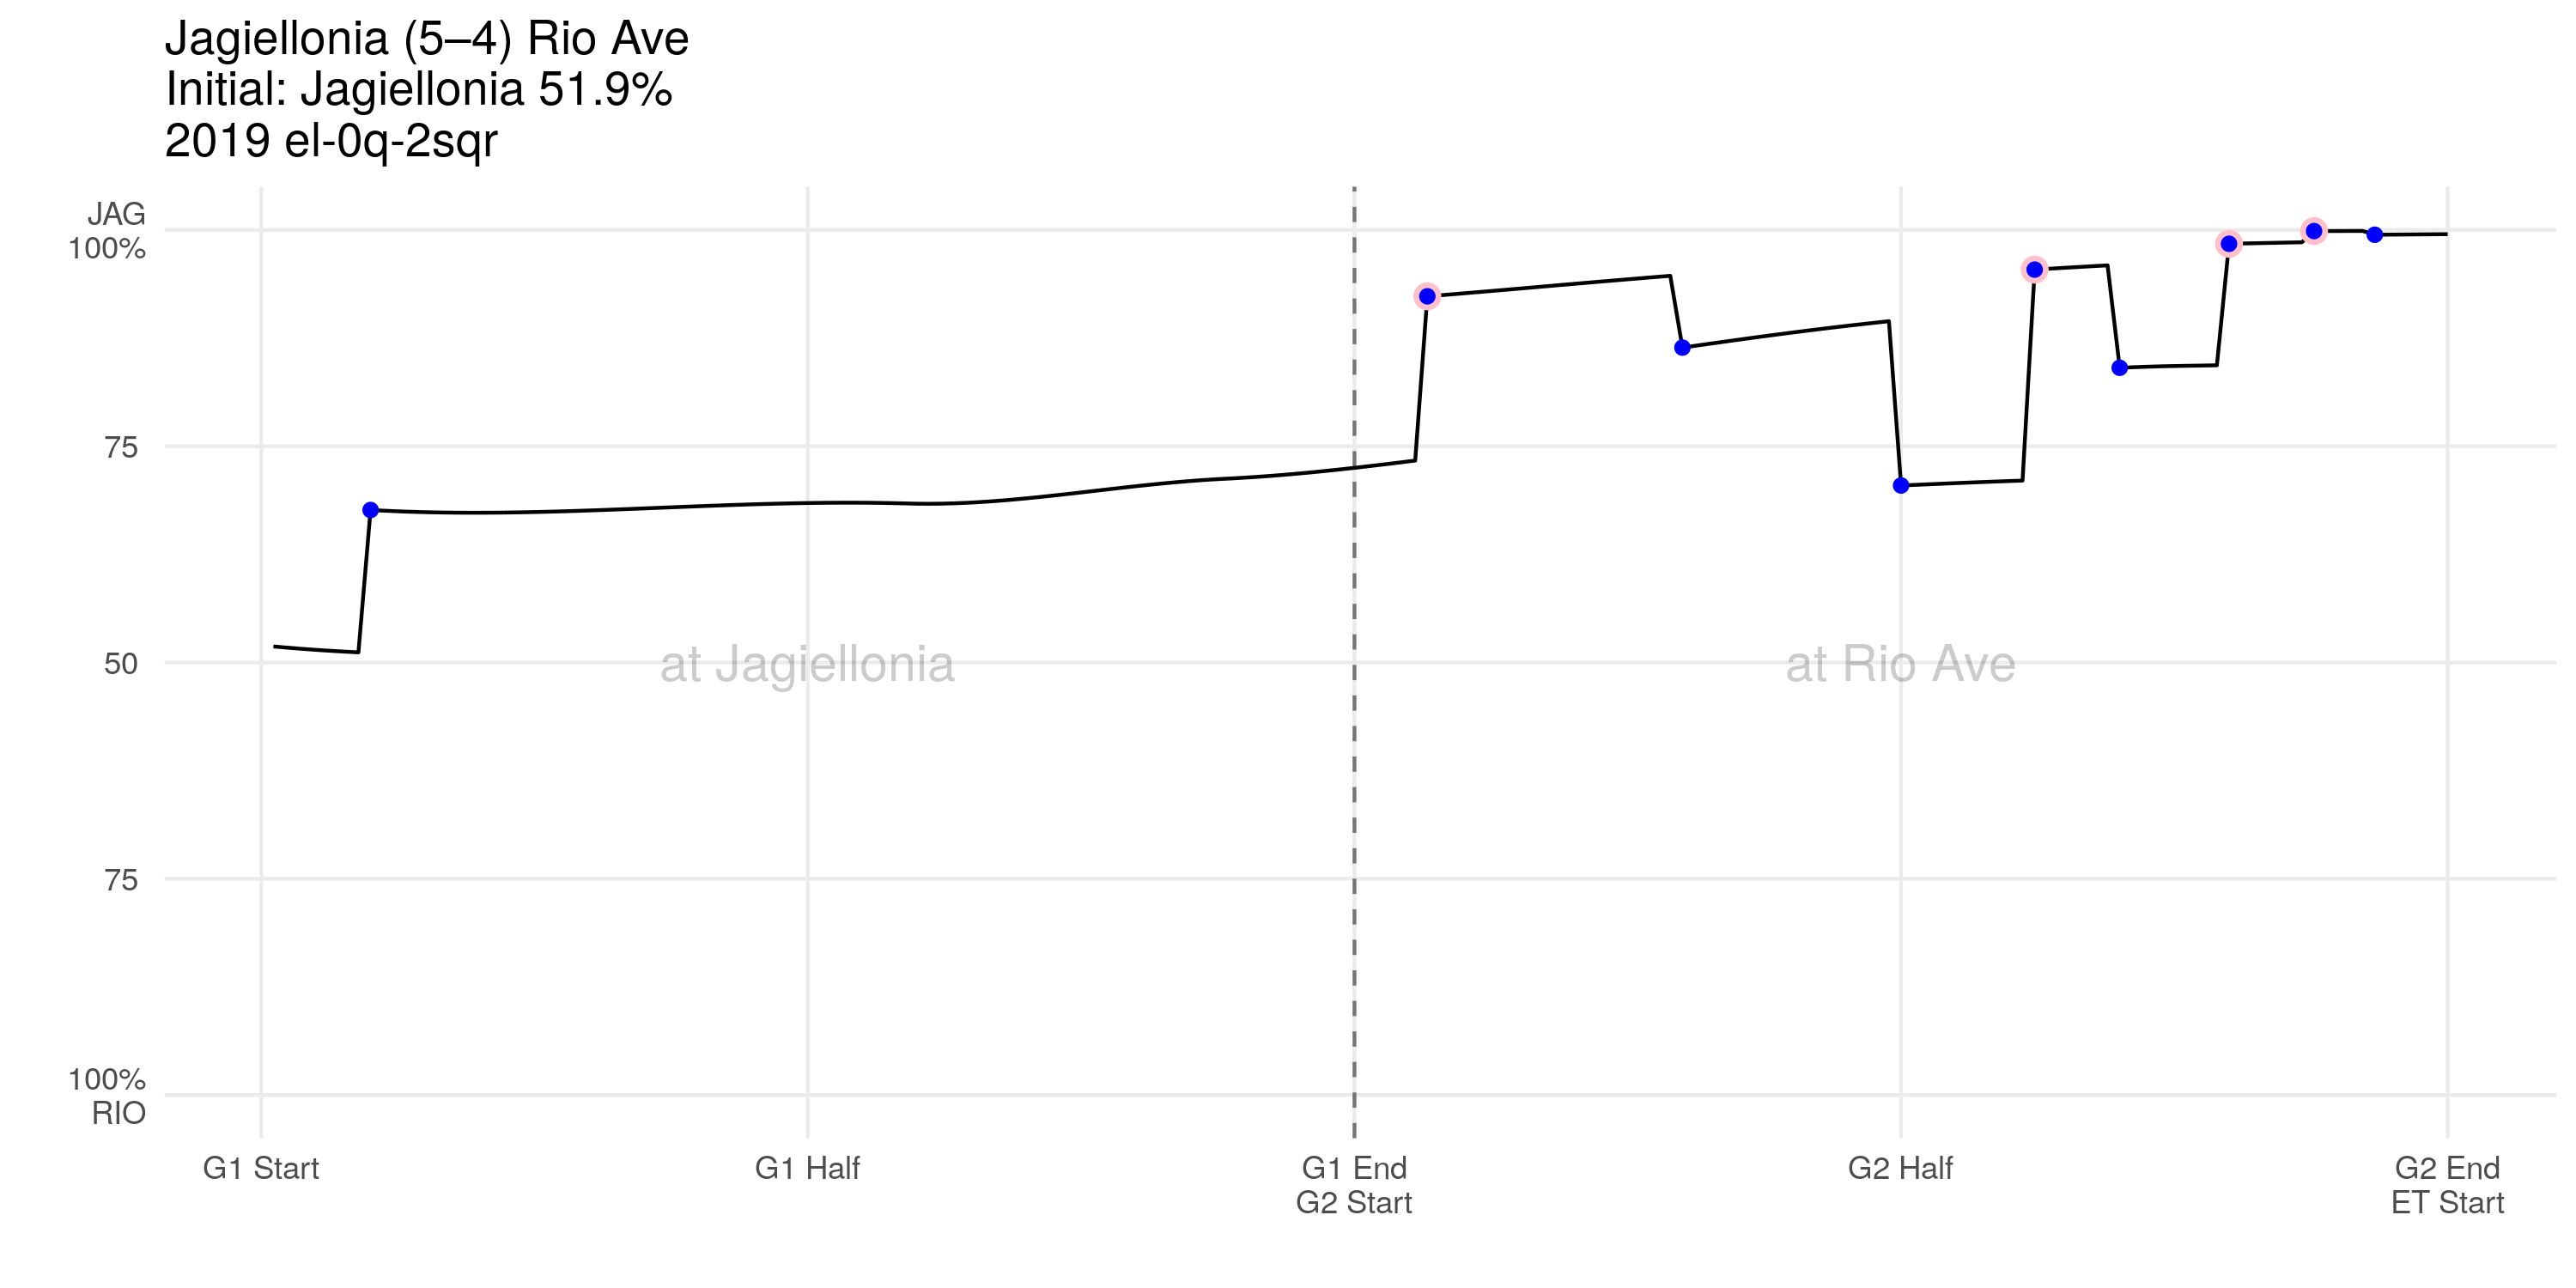 Jagiellonia (5–4) Rio Ave
Initial: Jagiellonia 51.9%
2019 el-0q-2sqr
JAG
100%
75
50
75
100%
RIO
at Jagiellonia
at Rio Ave
G1 Start
G1 Half
G1 End
G2 Start
G2 Half
G2 End
ET Start